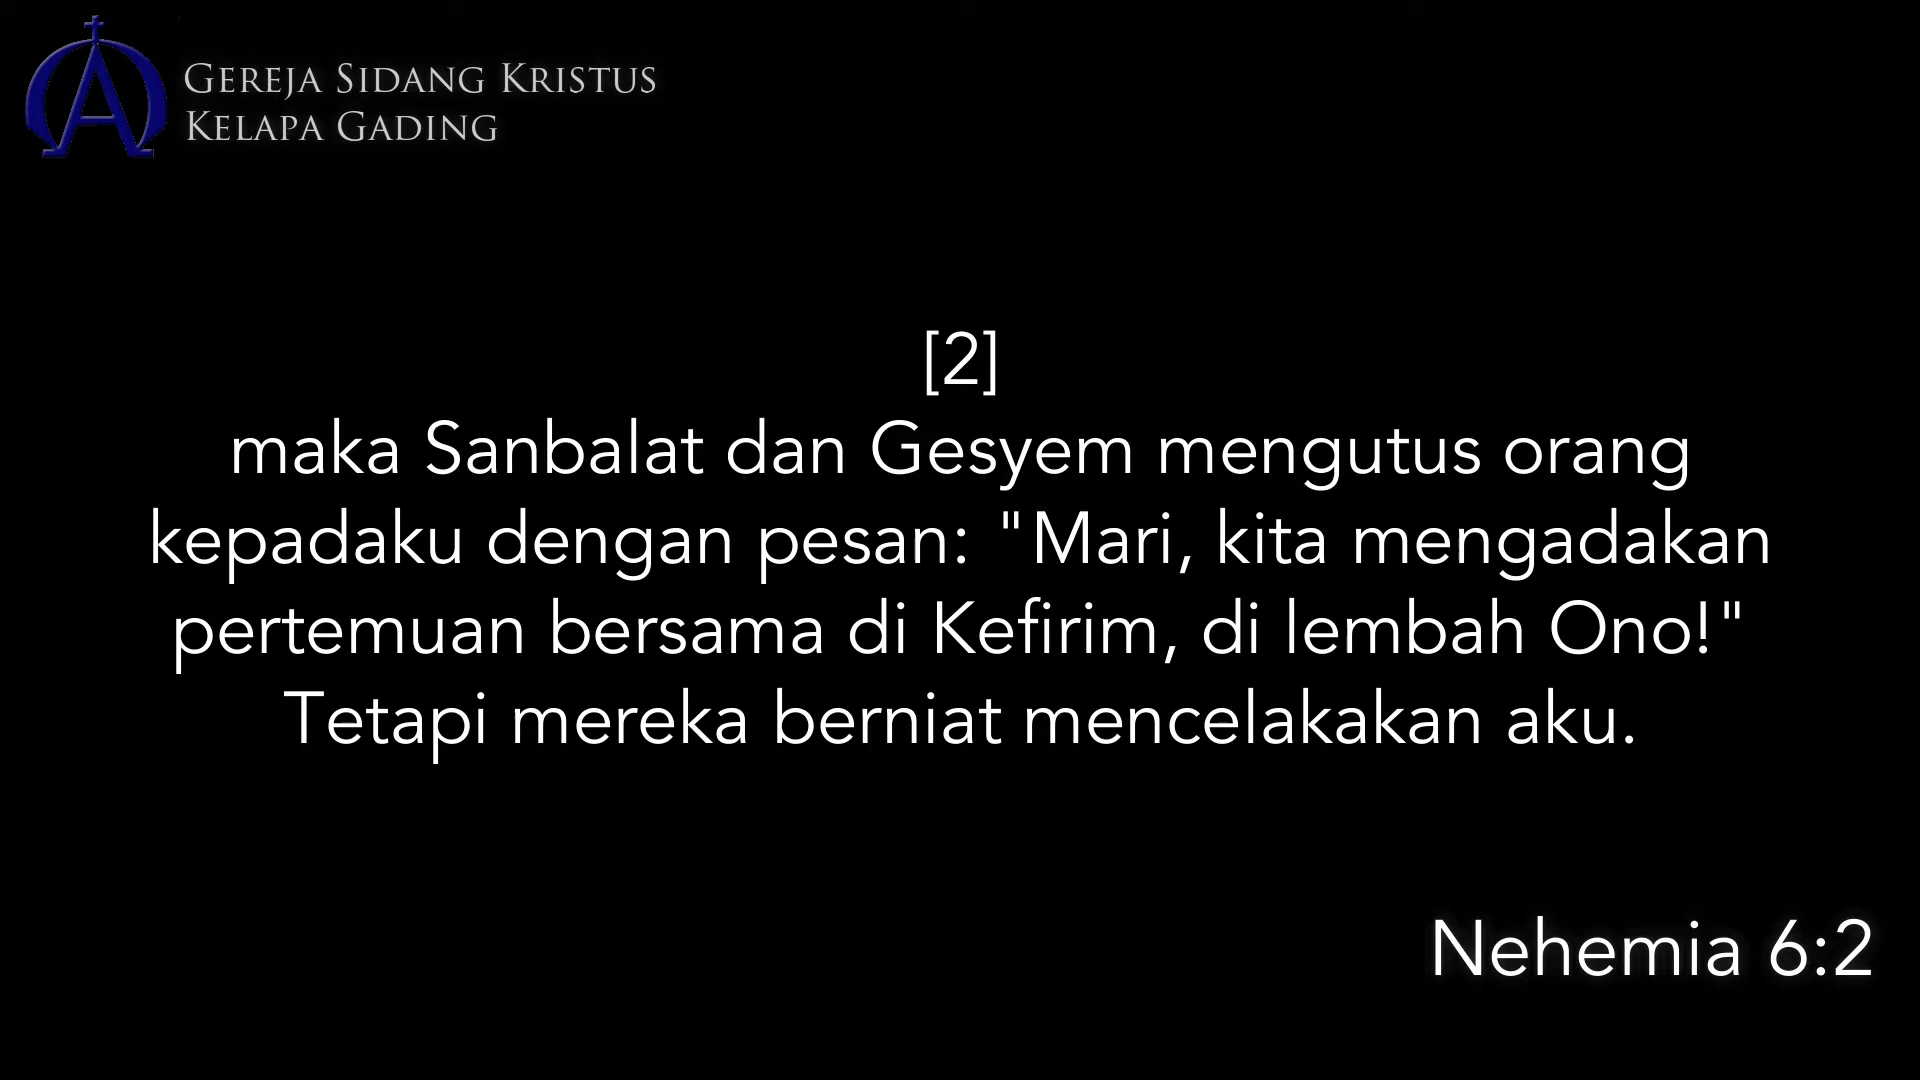 Gereja Sidang Kristus
Kelapa Gading
[2]
maka Sanbalat dan Gesyem mengutus orang
kepadaku dengan pesan: "Mari, kita mengadakan
pertemuan bersama di Kefirim, di lembah Ono!"
Tetapi mereka berniat mencelakakan aku.
Nehemia 6:2